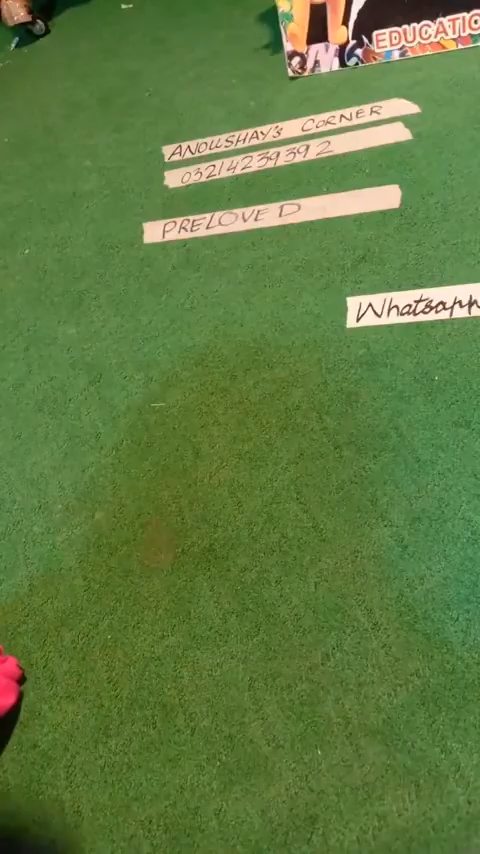 EDUCATIO
ANOUSHAY'S CORNER
03214239392
PRELOVED
Whatsapp